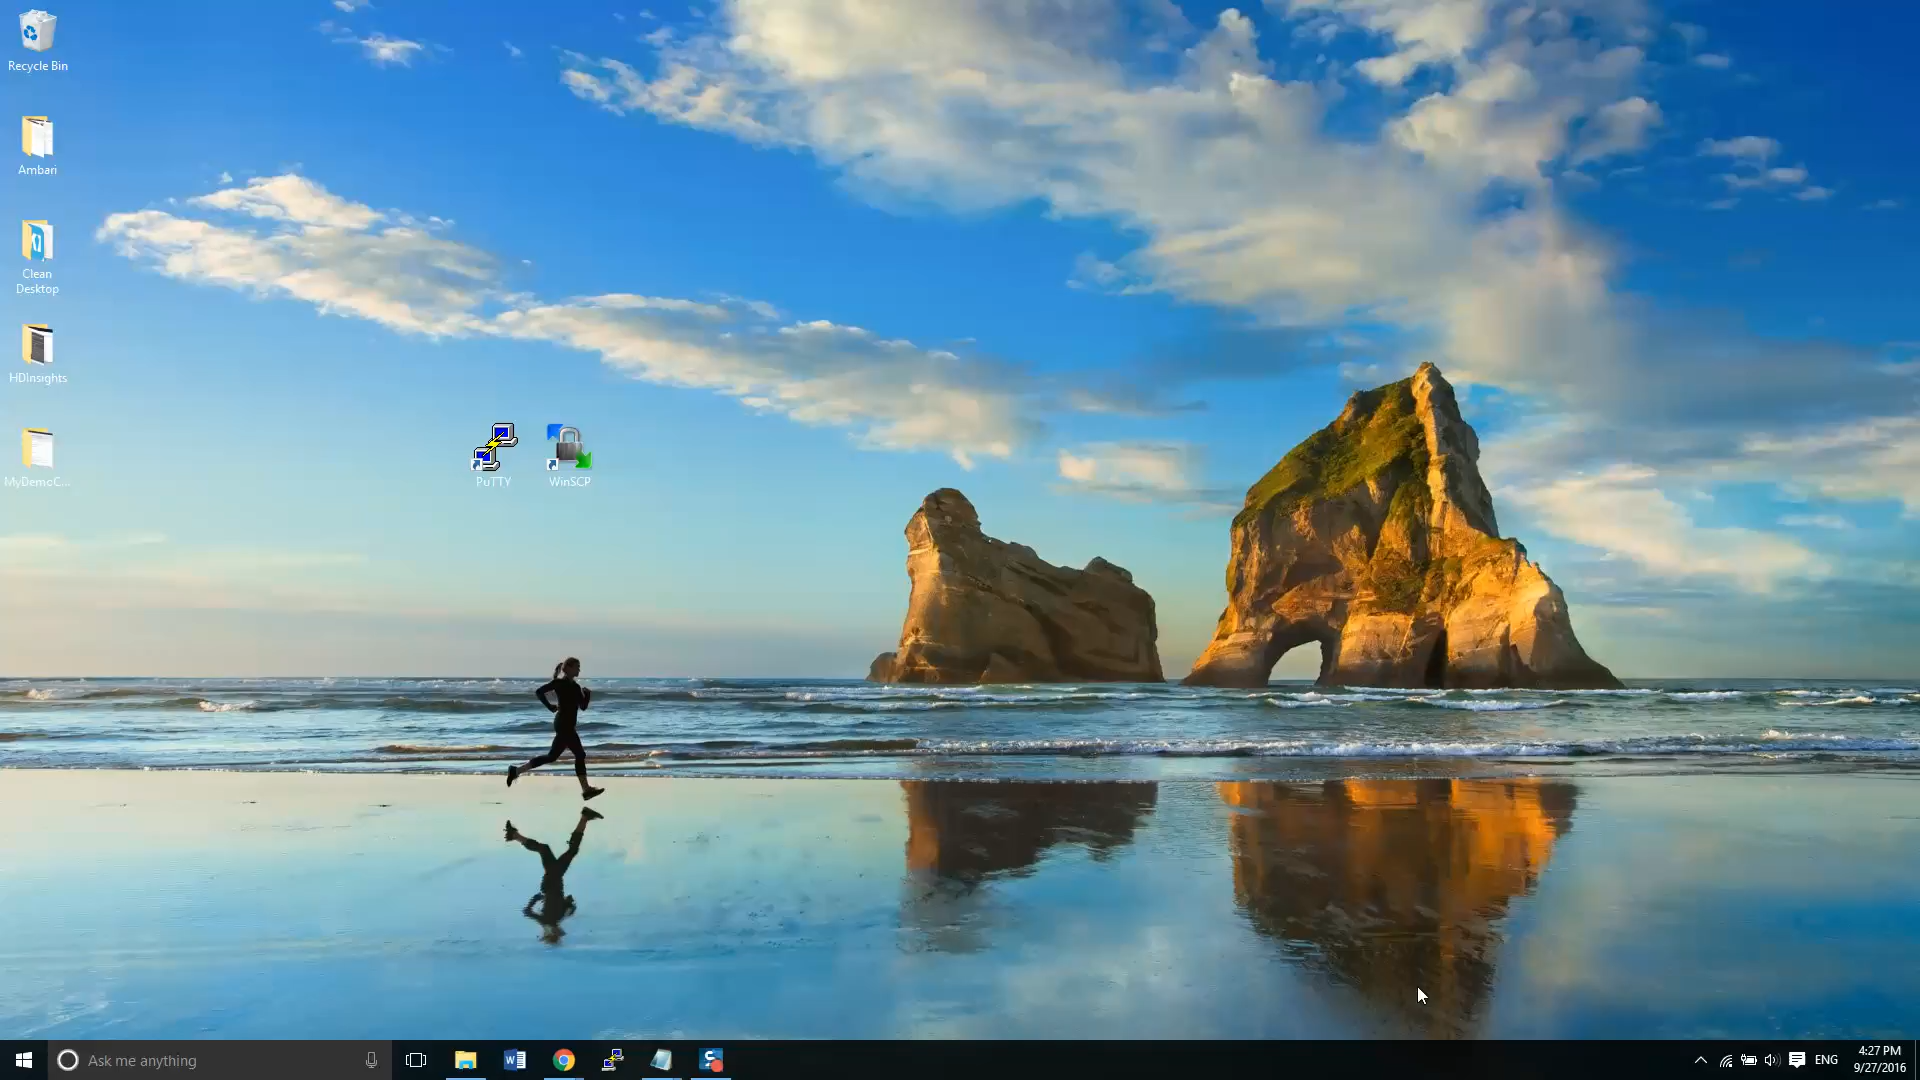 Recycle Bin
Ambari
Clean
Desktop
HDInsights
MyDemoC...
PuTTY
WinSCP
Ask me anything
ENG
4:27 PM
9/27/2016